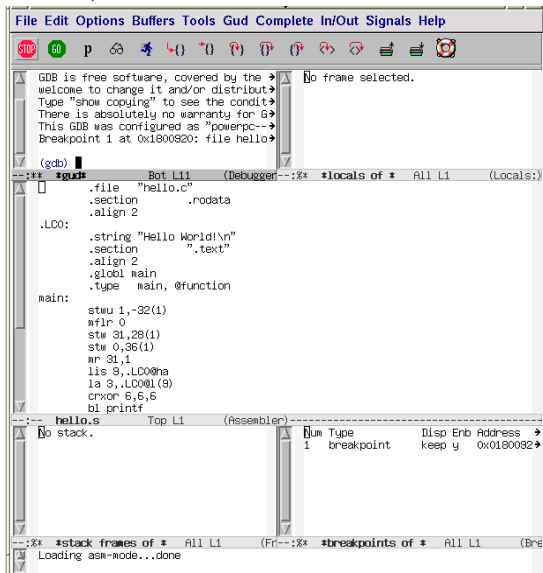 File Edit Options Buffers Tools Gud Complete In/Out Signals Help
STOP GO p
GDB is free software, covered by the
welcome to change it and/or distribut
Type "show copying" to see the condit
There is absolutely no warranty for G
This GDB was configured as "powerpc--
Breakpoint 1 at 0x1800920: file hello
(gdb)
No frame selected.
--:** *gud* Bot L11 (Debugger
--:%* *locals of * All L1 (Locals:)
.file "hello.c"
.section .rodata
.align 2
.LC0:
.string "Hello World!\n"
.section ".text"
.align 2
.globl main
.type main, @function
main:
stwu 1,-32(1)
mflr 0
stw 31,28(1)
stw 0,36(1)
mr 31,1
lis 9,.LC0@ha
la 3,.LC0@l(9)
crxor 6,6,6
bl printf
--:-- hello.s Top L1 (Assembler)
No stack.
Num Type Disp Enb Address
1 breakpoint keep y 0x0180092
--:%* *stack frames of * All L1 (Fr
--:%* *breakpoints of * All L1 (Bre
Loading asm-mode...done